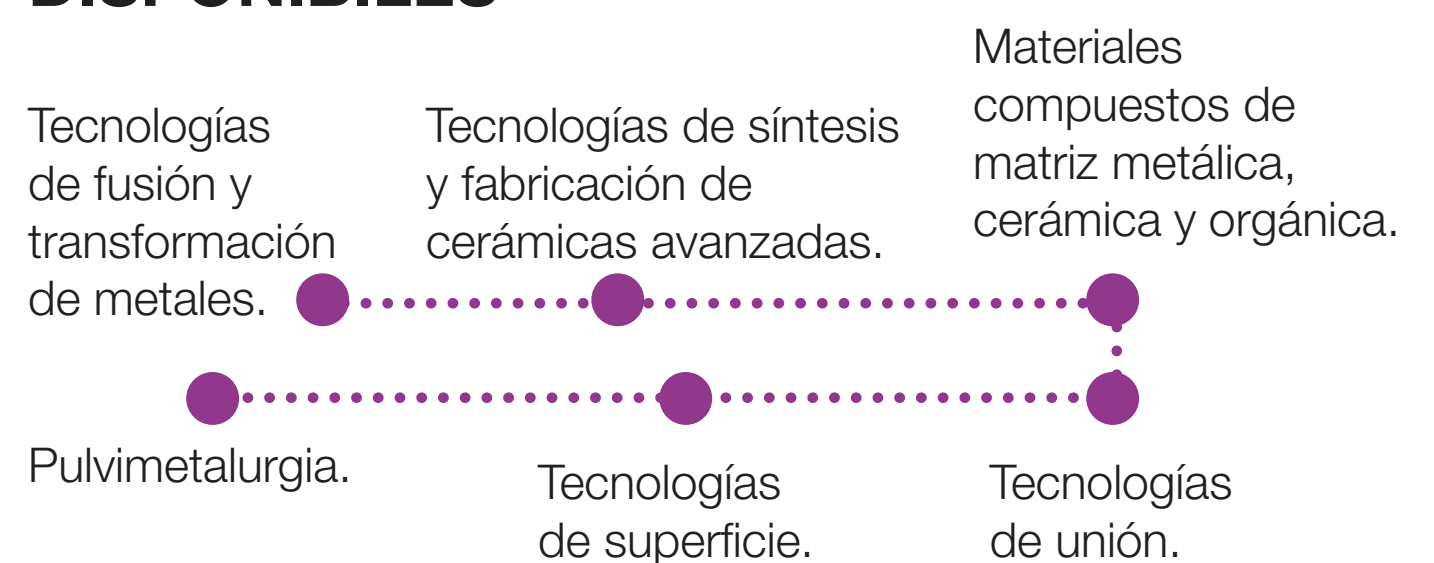 Tecnologías
de fusión y
transformación
de metales.
Tecnologías de síntesis
y fabricación de
cerámicas avanzadas.
Materiales
compuestos de
matriz metálica,
cerámica y orgánica.
Pulvimetalurgia.
Tecnologías
de superficie.
Tecnologías
de unión.